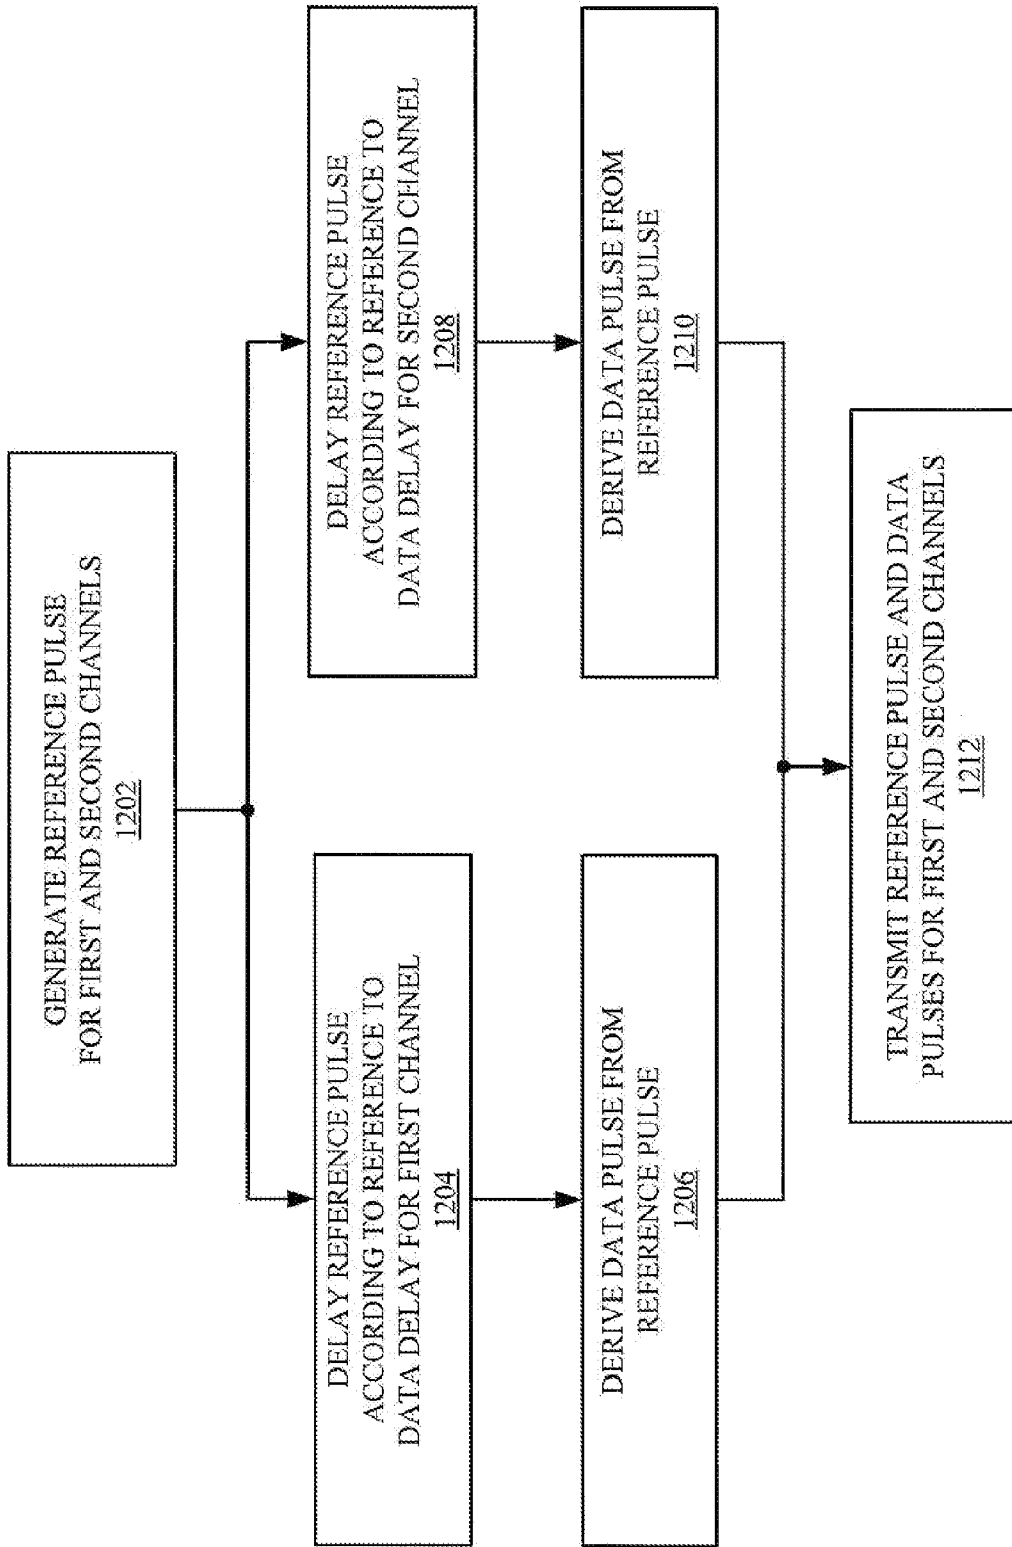 GENERATE REFERENCE PULSE
FOR FIRST AND SECOND CHANNELS
1202
DELAY REFERENCE PULSE
ACCORDING TO REFERENCE TO
DATA DELAY FOR FIRST CHANNEL
1204
DERIVE DATA PULSE FROM
REFERENCE PULSE
1206
DELAY REFERENCE PULSE
ACCORDING TO REFERENCE TO
DATA DELAY FOR SECOND CHANNEL
1208
DERIVE DATA PULSE FROM
REFERENCE PULSE
1210
TRANSMIT REFERENCE PULSE AND DATA
PULSES FOR FIRST AND SECOND CHANNELS
1212